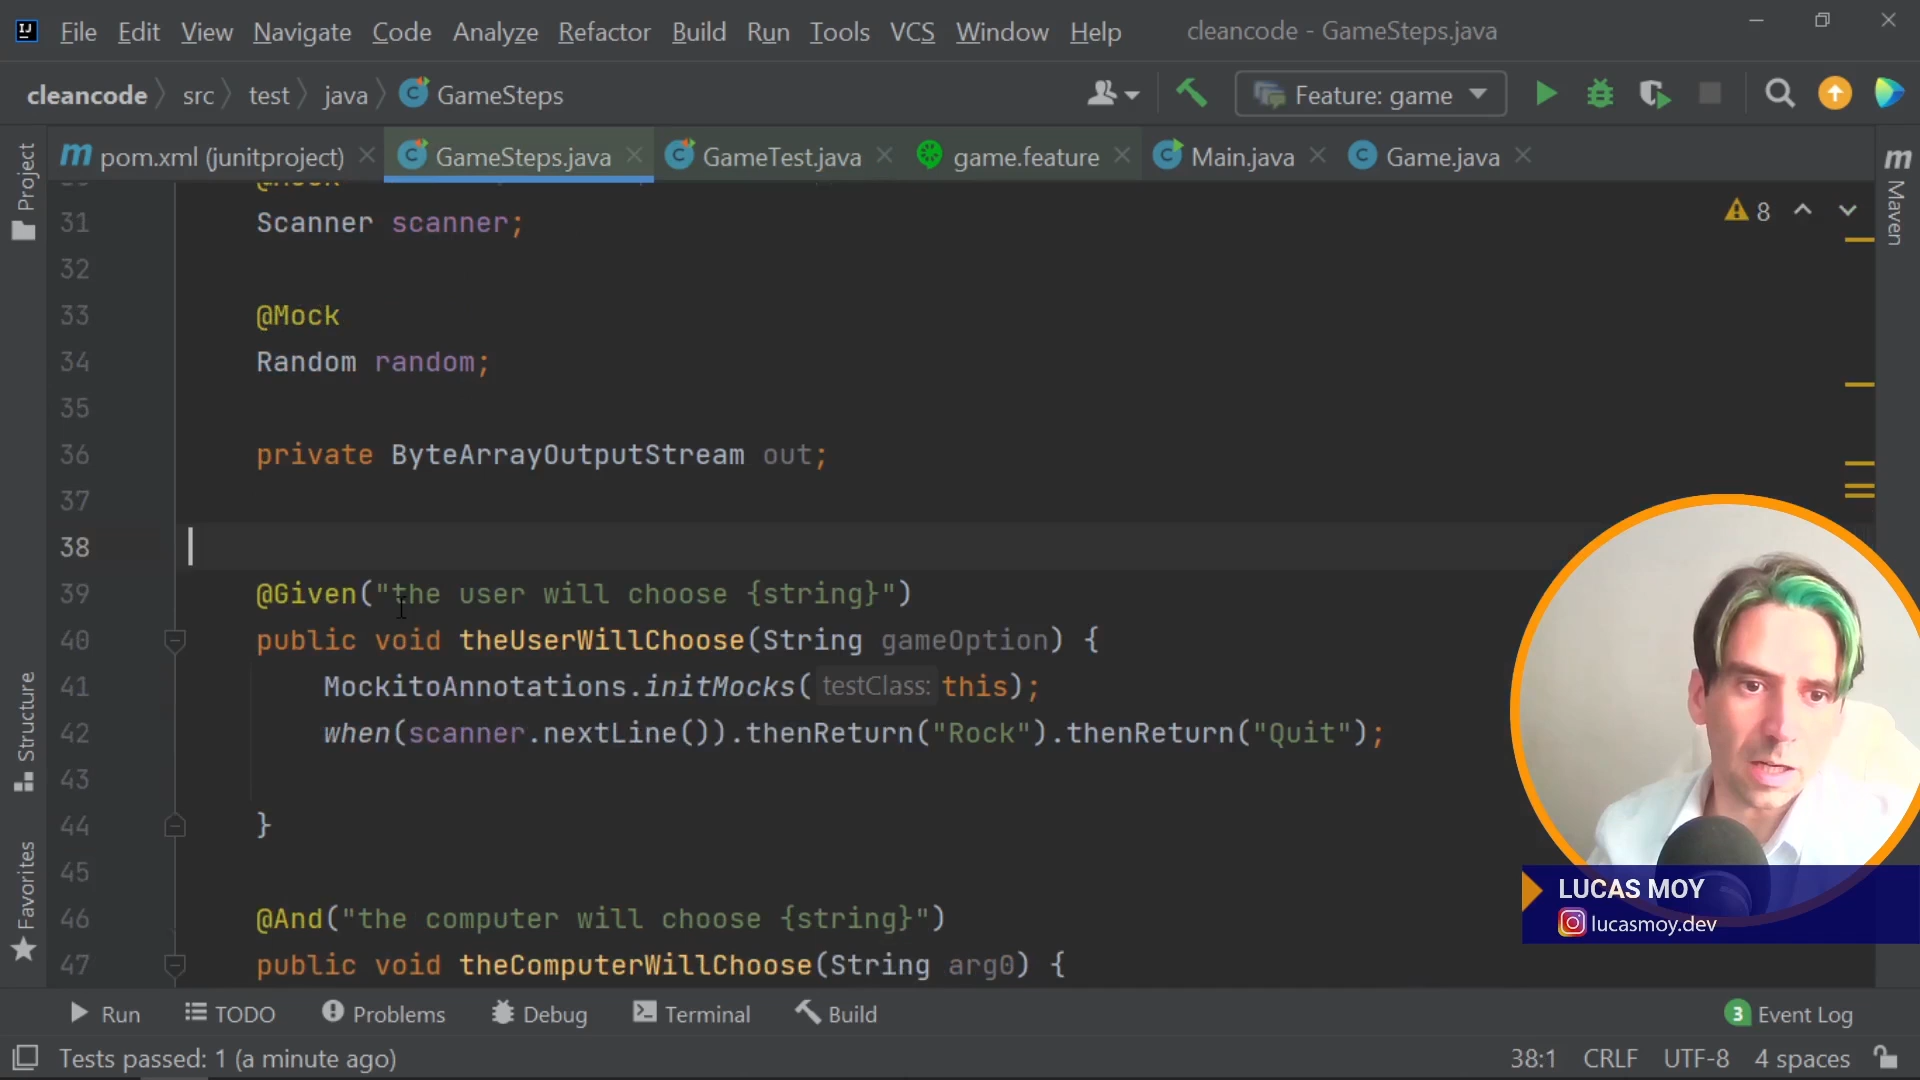 File Edit View Navigate Code Analyze Refactor Build Run Tools VCS Window Help cleancode - GameSteps.java
cleancode src test java GameSteps Feature: game
pom.xml (junitproject) GameSteps.java GameTest.java game.feature Main.java Game.java
Project
Structure
Favorites
Maven
8
31 Scanner scanner;
32
33 @Mock
34 Random random;
35
36 private ByteArrayOutputStream out;
37
38
39 @Given("the user will choose {string}")
40 public void theUserWillChoose(String gameOption) {
41 MockitoAnnotations.initMocks( testClass: this);
42 when(scanner.nextLine()).thenReturn("Rock").thenReturn("Quit");
43
44 }
45
46 @And("the computer will choose {string}")
47 public void theComputerWillChoose(String arg0) {
LUCAS MOY
lucasmoy.dev
Run TODO Problems Debug Terminal Build 3 Event Log
Tests passed: 1 (a minute ago) 38:1 CRLF UTF-8 4 spaces